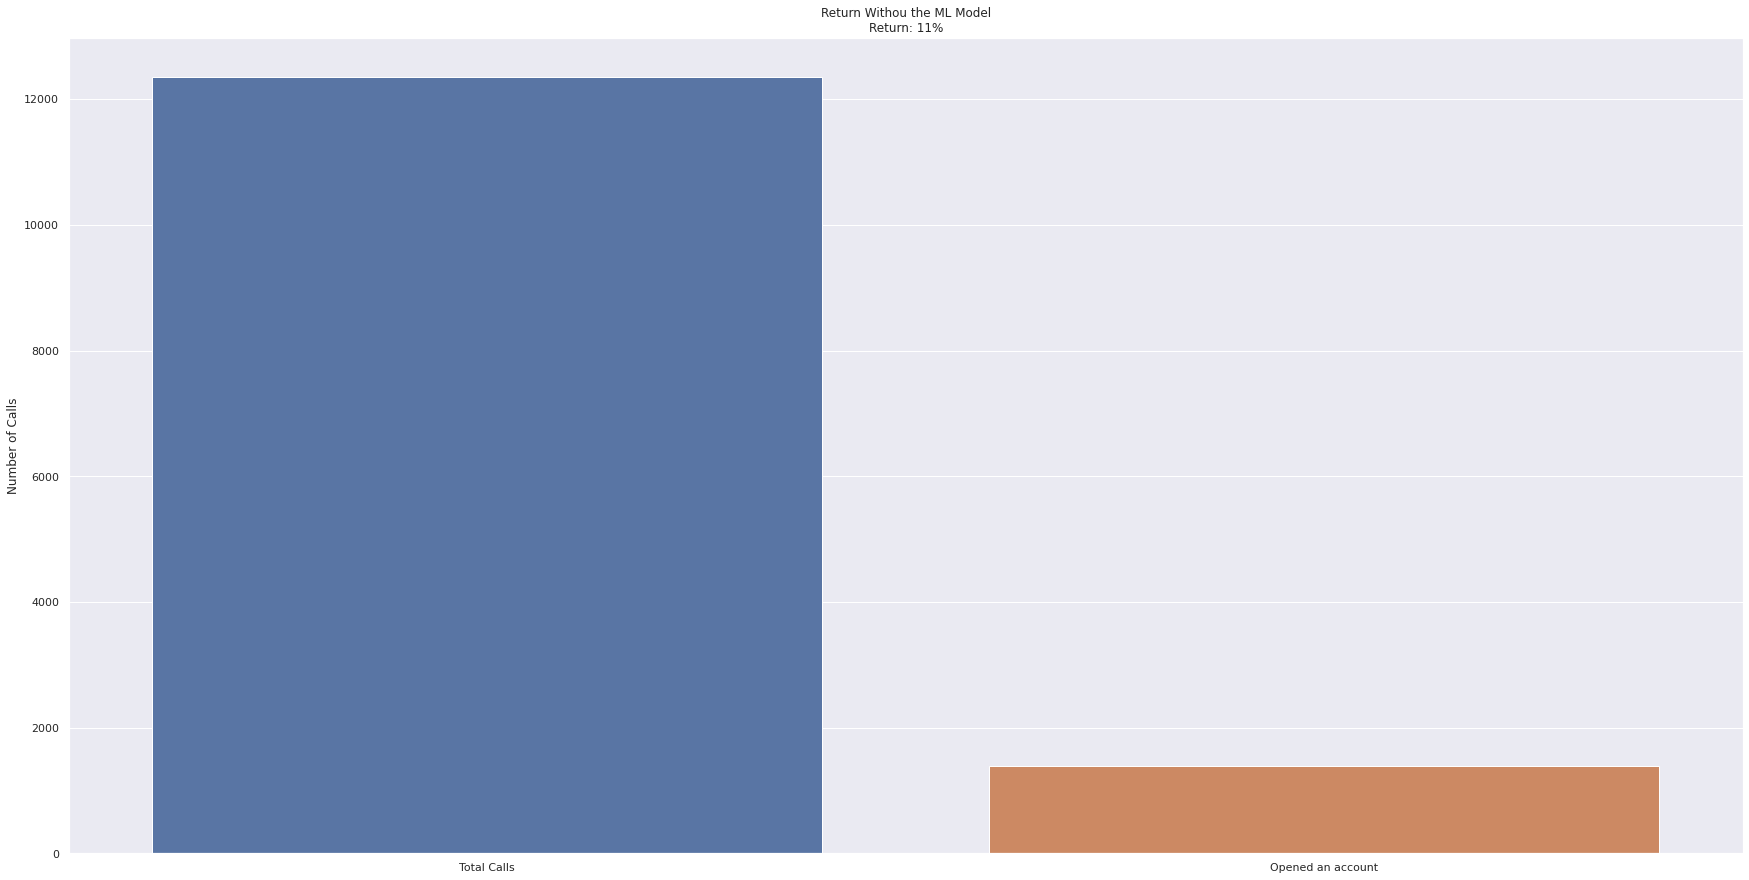 Return Withou the ML Model
Return: 11%
Number of Calls
12000
10000
8000
6000
4000
2000
0
Total Calls
Opened an account